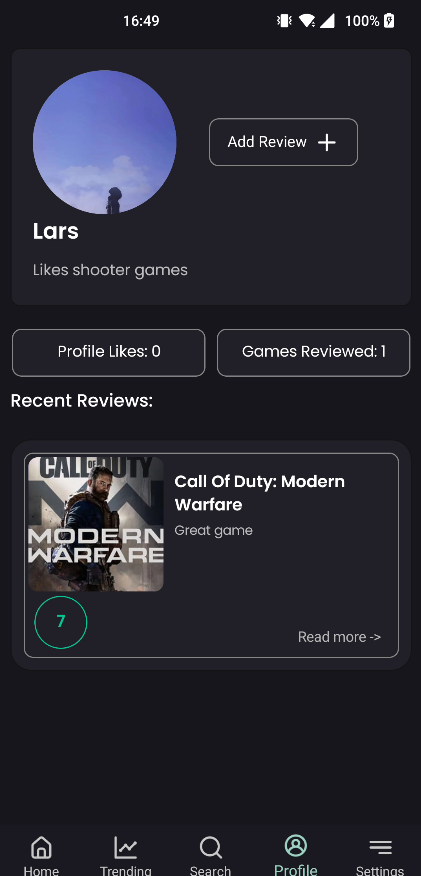 16:49
100%
Add Review
Lars
Likes shooter games
Profile Likes: 0
Games Reviewed: 1
Recent Reviews:
CALL OF DUTY
MODERN
WARFARE
Call Of Duty: Modern
Warfare
Great game
7
Read more ->
Home
Trending
Search
Profile
Settings